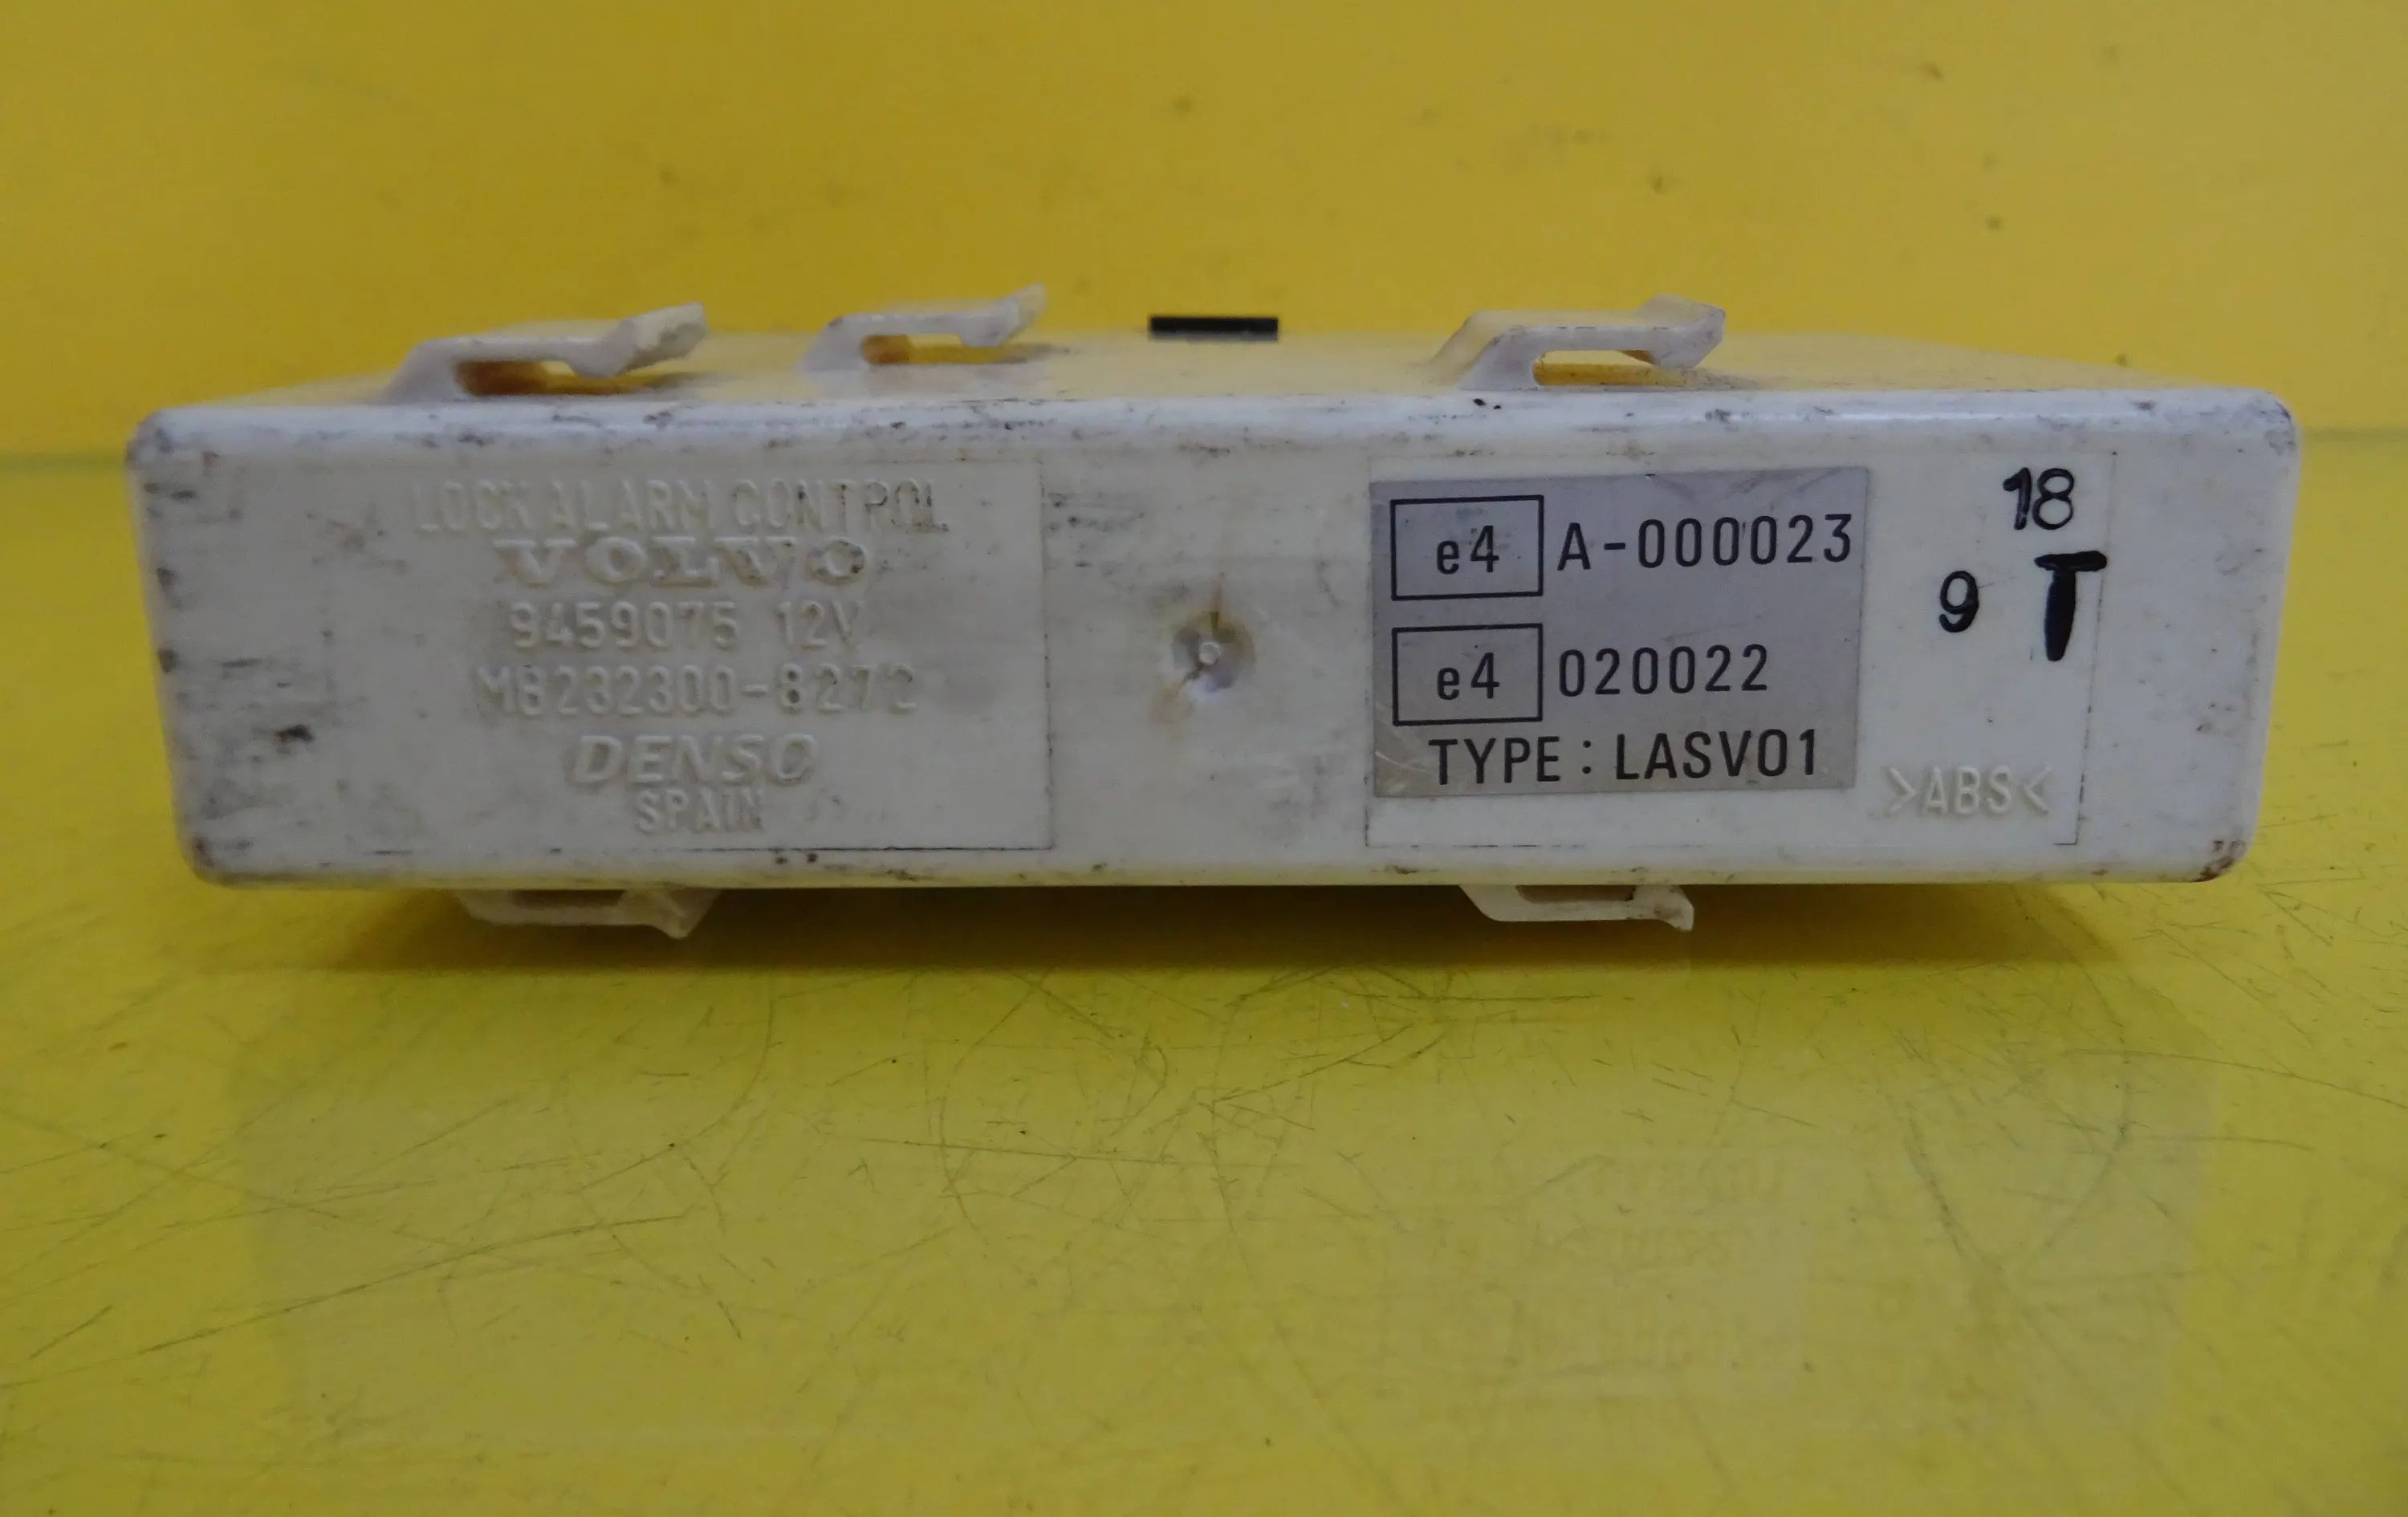 LOCK ALARM CONTROL
VOLVO
9459075 12V
MB232300-8272
DENSO
SPAIN
e4 A-000023
e4 020022
TYPE : LASV01
18
9 T
>ABS<